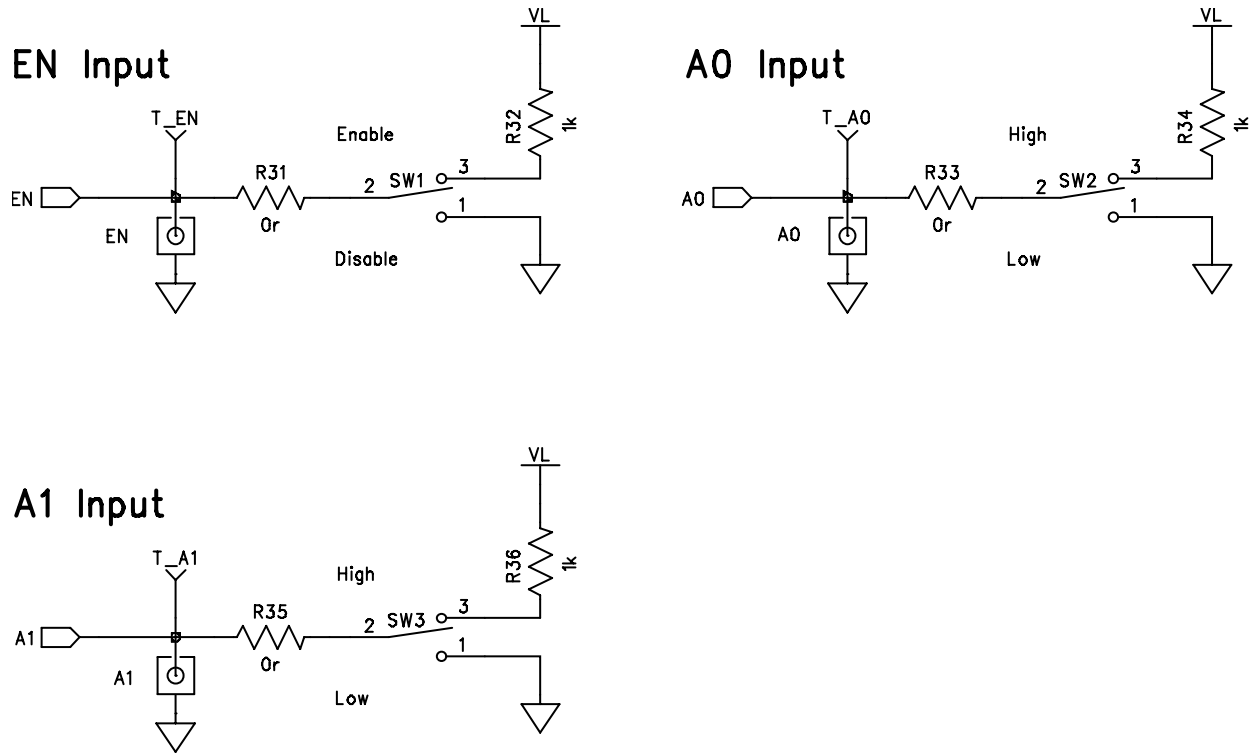 EN Input
VL
T_EN
Enable
R32
1k
EN
R31
0r
2
SW1
3
1
EN
Disable
A0 Input
VL
T_A0
High
R34
1k
A0
R33
0r
2
SW2
3
1
A0
Low
A1 Input
VL
T_A1
High
R36
1k
A1
R35
0r
2
SW3
3
1
A1
Low